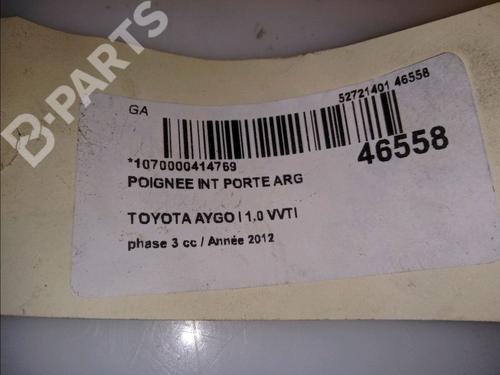 B-PARTS
GA
52721401 46558
*1070000414769
46558
POIGNEE INT PORTE ARG
TOYOTA AYGO I 1,0 VVTI
phase 3 cc / Année 2012